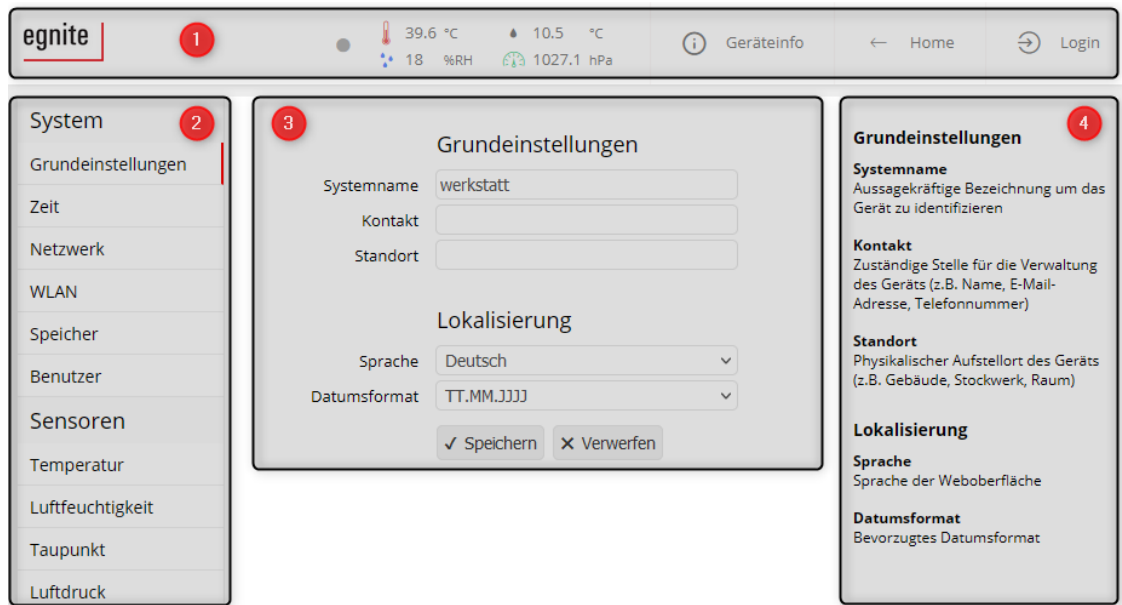 egnite
1
39.6 °C
10.5 °C
18 %RH
1027.1 hPa
Geräteinfo
← Home
Login
2
System
Grundeinstellungen
Zeit
Netzwerk
WLAN
Speicher
Benutzer
Sensoren
Temperatur
Luftfeuchtigkeit
Taupunkt
Luftdruck
3
Grundeinstellungen
Systemname werkstatt
Kontakt
Standort
Lokalisierung
Sprache Deutsch
Datumsformat TT.MM.JJJJ
✓ Speichern ✕ Verwerfen
4
Grundeinstellungen
Systemname
Aussagekräftige Bezeichnung um das
Gerät zu identifizieren
Kontakt
Zuständige Stelle für die Verwaltung
des Geräts (z.B. Name, E-Mail-
Adresse, Telefonnummer)
Standort
Physikalischer Aufstellort des Geräts
(z.B. Gebäude, Stockwerk, Raum)
Lokalisierung
Sprache
Sprache der Weboberfläche
Datumsformat
Bevorzugtes Datumsformat